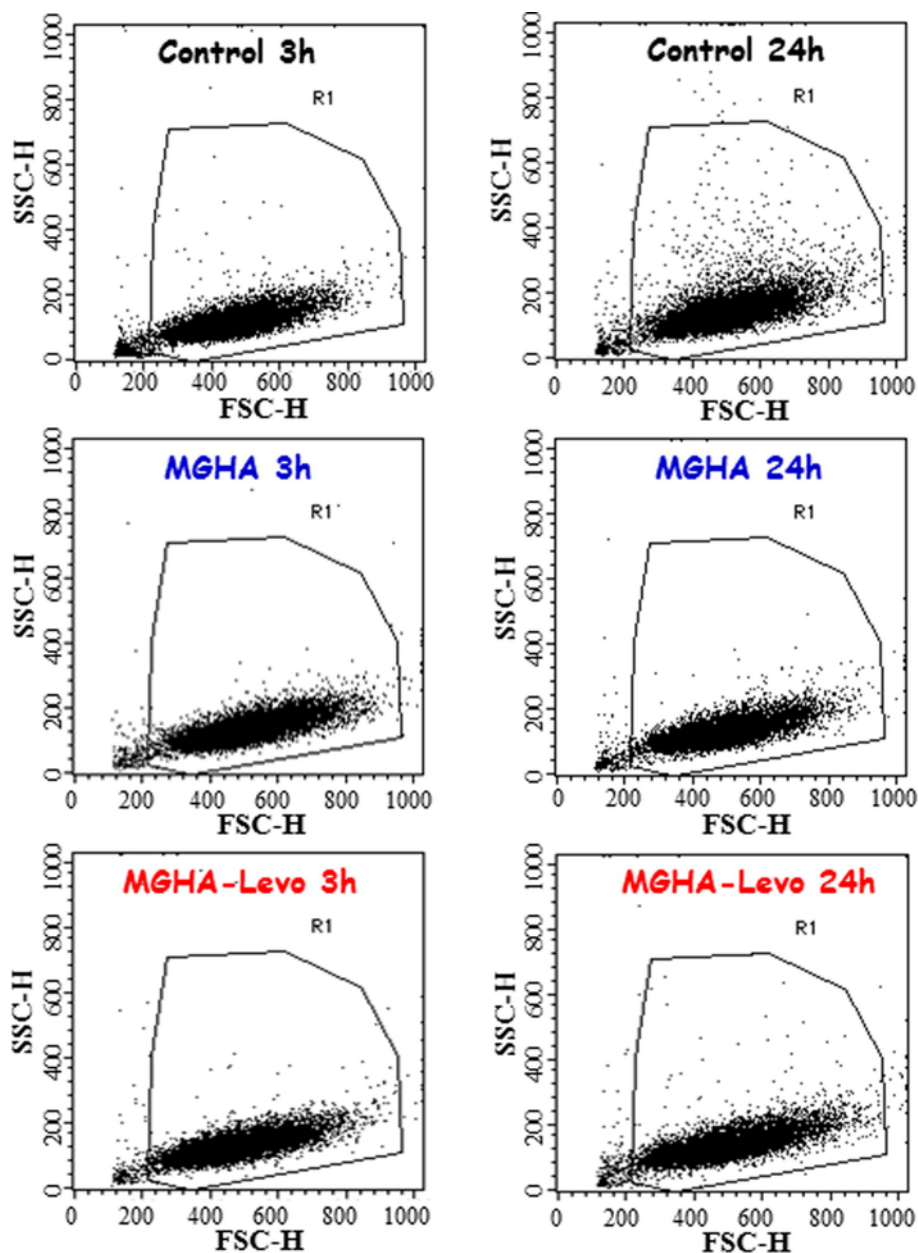 Control 3h
R1
SSC-H
1000
800
600
400
200
0
0 200 400 600 800 1000
FSC-H
Control 24h
R1
SSC-H
1000
800
600
400
200
0
0 200 400 600 800 1000
FSC-H
MGHA 3h
R1
SSC-H
1000
800
600
400
200
0
0 200 400 600 800 1000
FSC-H
MGHA 24h
R1
SSC-H
1000
800
600
400
200
0
0 200 400 600 800 1000
FSC-H
MGHA-Levo 3h
R1
SSC-H
1000
800
600
400
200
0
0 200 400 600 800 1000
FSC-H
MGHA-Levo 24h
R1
SSC-H
1000
800
600
400
200
0
0 200 400 600 800 1000
FSC-H